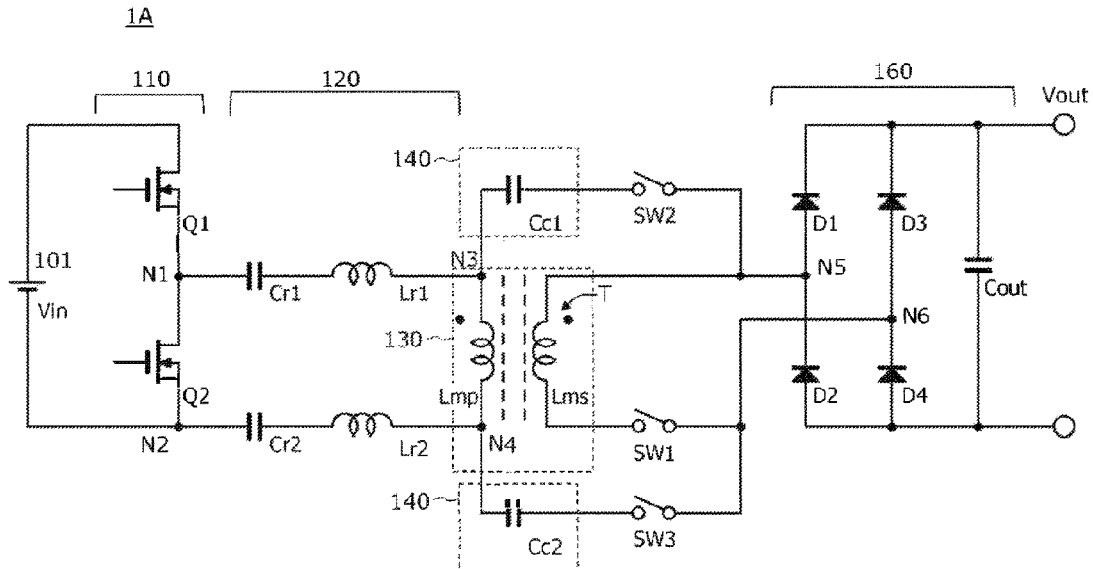 1A
110
120
160
Vout
140
Cc1
SW2
Q1
D1
D3
101
Vin
N1
Cr1
Lr1
N3
T
N5
Cout
130
N6
Q2
Lmp
Lms
D2
D4
N2
Cr2
Lr2
N4
SW1
140
Cc2
SW3